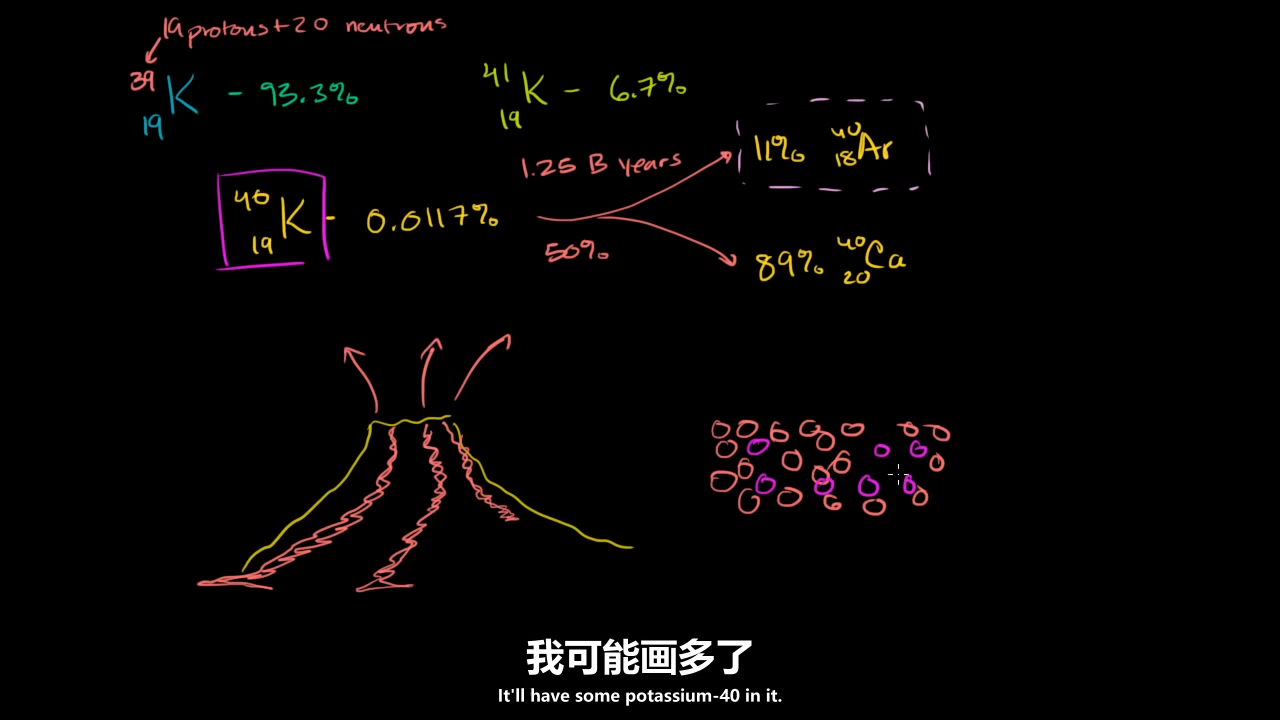 19 protons + 20 neutrons
39 19 K - 93.3%
41 19 K - 6.7%
1.25 B years
11% 40 18 Ar
40 19 K - 0.0117%
50%
89% 40 20 Ca
我可能画多了
It'll have some potassium-40 in it.